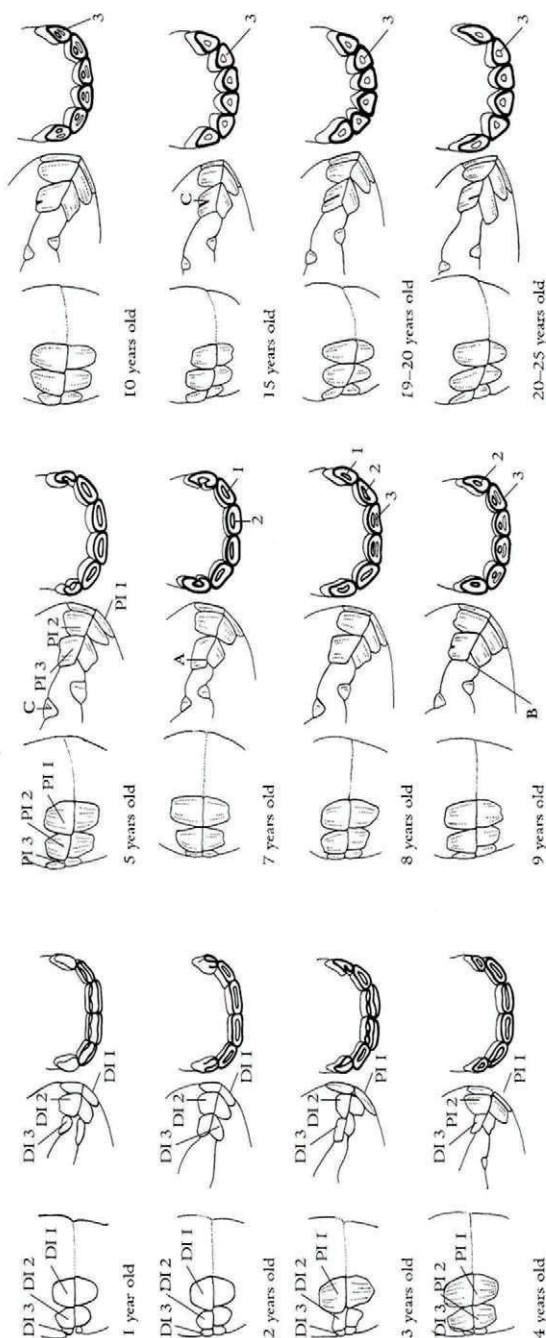 DI 3 DI 2
DI 1
DI 3
DI 2
DI 1
1 year old
DI 3 DI 2
DI 1
DI 3
DI 2
DI 1
2 years old
DI 3 DI 2
PI 1
DI 3
DI 2
PI 1
3 years old
DI 3 PI 2
PI 1
DI 3
PI 2
PI 1
4 years old
PI 3 PI 2
PI 1
C
PI 3
PI 2
PI 1
5 years old
A
1
2
7 years old
1
2
3
8 years old
B
2
3
9 years old
3
10 years old
C
3
15 years old
3
19–20 years old
3
20–25 years old